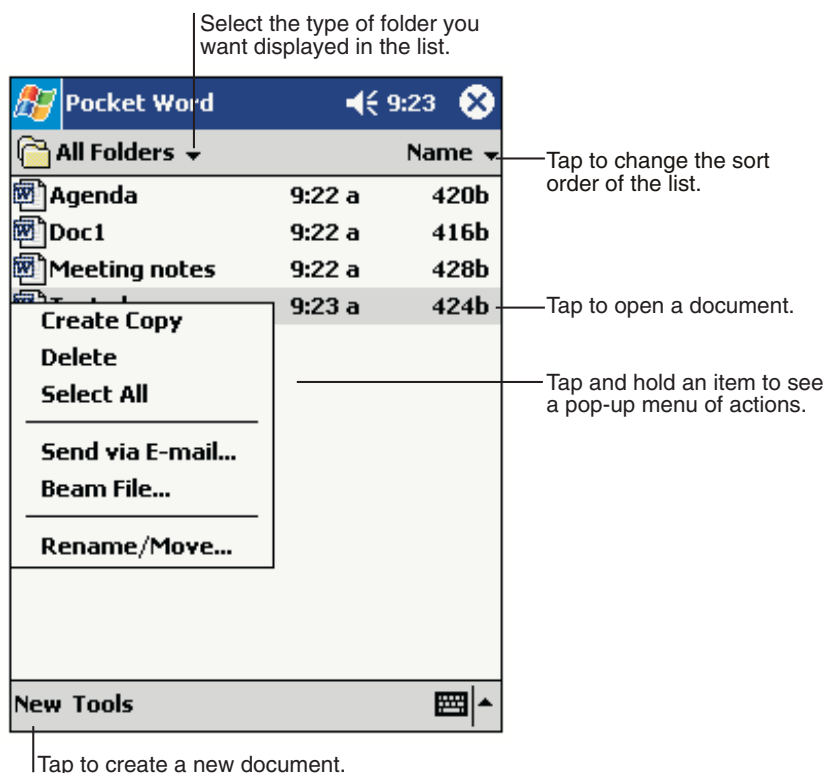 Select the type of folder you
want displayed in the list.
Pocket Word 9:23
All Folders Name
Tap to change the sort
order of the list.
Agenda 9:22 a 420b
Doc1 9:22 a 416b
Meeting notes 9:22 a 428b
9:23 a 424b
Tap to open a document.
Create Copy
Delete
Select All
Tap and hold an item to see
a pop-up menu of actions.
Send via E-mail...
Beam File...
Rename/Move...
New Tools
Tap to create a new document.